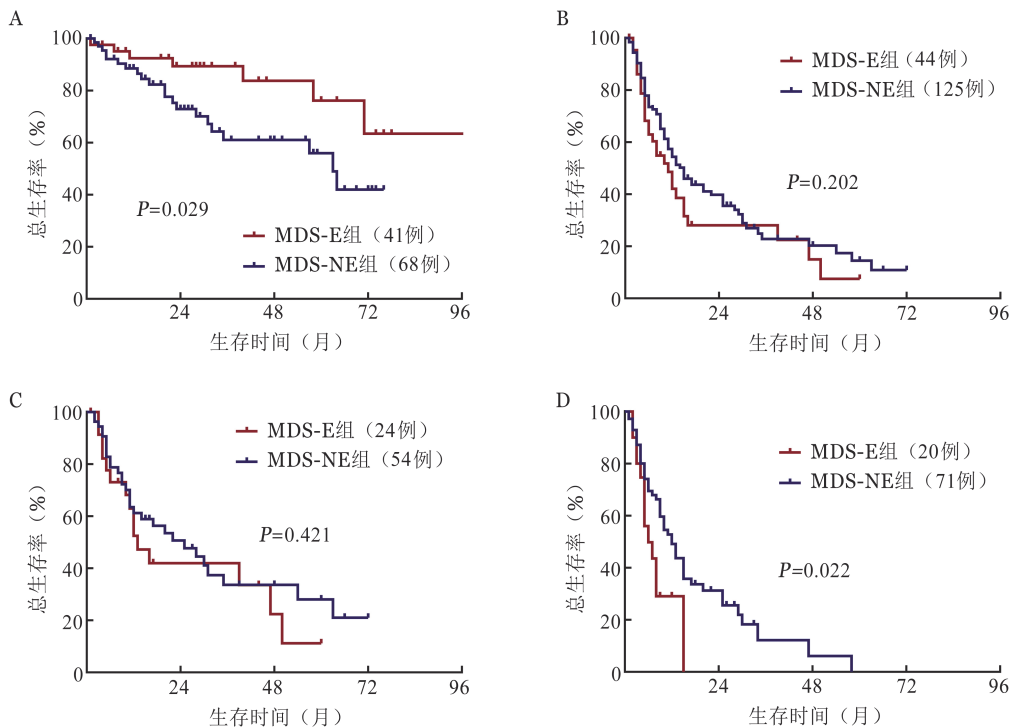 A
总生存率（%）
100
80
60
40
20
0
P=0.029
MDS-E组（41例）
MDS-NE组（68例）
24
48
72
96
生存时间（月）
B
总生存率（%）
100
80
60
40
20
0
MDS-E组（44例）
MDS-NE组（125例）
P=0.202
24
48
72
96
生存时间（月）
C
总生存率（%）
100
80
60
40
20
0
MDS-E组（24例）
MDS-NE组（54例）
P=0.421
24
48
72
96
生存时间（月）
D
总生存率（%）
100
80
60
40
20
0
MDS-E组（20例）
MDS-NE组（71例）
P=0.022
24
48
72
96
生存时间（月）